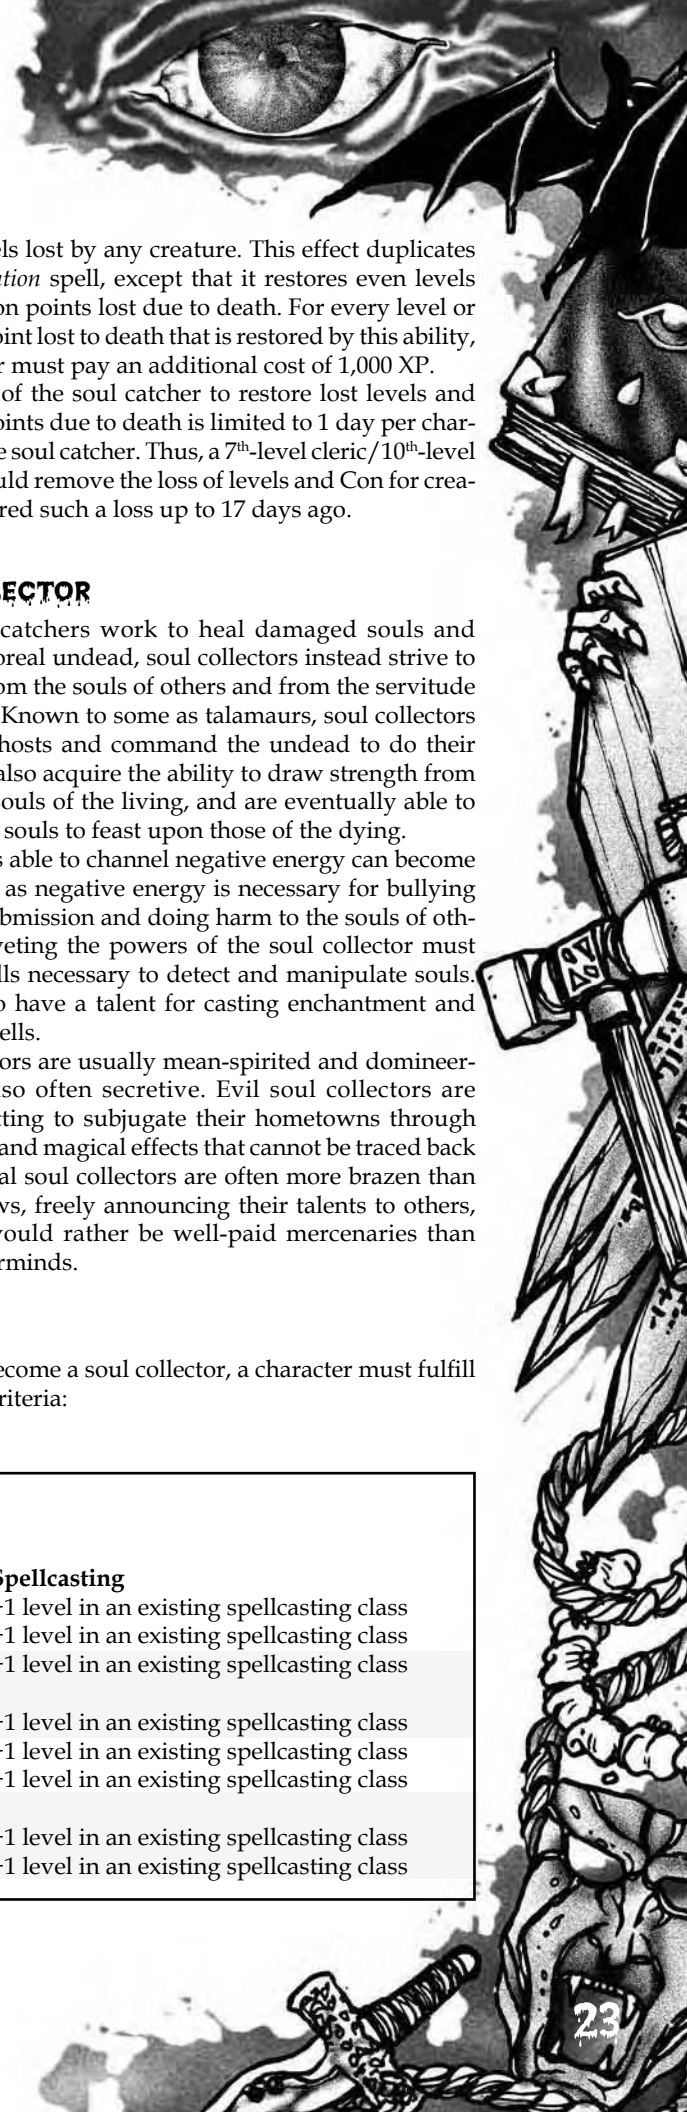 els lost by any creature. This effect duplicates
ation spell, except that it restores even levels
on points lost due to death. For every level or
oint lost to death that is restored by this ability,
r must pay an additional cost of 1,000 XP.
of the soul catcher to restore lost levels and
oints due to death is limited to 1 day per char-
e soul catcher. Thus, a 7th-level cleric/10th-level
uld remove the loss of levels and Con for crea-
red such a loss up to 17 days ago.
LECTOR
catchers work to heal damaged souls and
oreal undead, soul collectors instead strive to
om the souls of others and from the servitude
Known to some as talamaurs, soul collectors
hosts and command the undead to do their
also acquire the ability to draw strength from
souls of the living, and are eventually able to
souls to feast upon those of the dying.
s able to channel negative energy can become
as negative energy is necessary for bullying
ubmission and doing harm to the souls of oth-
veting the powers of the soul collector must
lls necessary to detect and manipulate souls.
o have a talent for casting enchantment and
ells.
tors are usually mean-spirited and domineer-
so often secretive. Evil soul collectors are
tting to subjugate their hometowns through
and magical effects that cannot be traced back
al soul collectors are often more brazen than
ws, freely announcing their talents to others,
would rather be well-paid mercenaries than
rminds.
ecome a soul collector, a character must fulfill
riteria:
Spellcasting
+1 level in an existing spellcasting class
+1 level in an existing spellcasting class
+1 level in an existing spellcasting class
+1 level in an existing spellcasting class
+1 level in an existing spellcasting class
+1 level in an existing spellcasting class
+1 level in an existing spellcasting class
+1 level in an existing spellcasting class
23